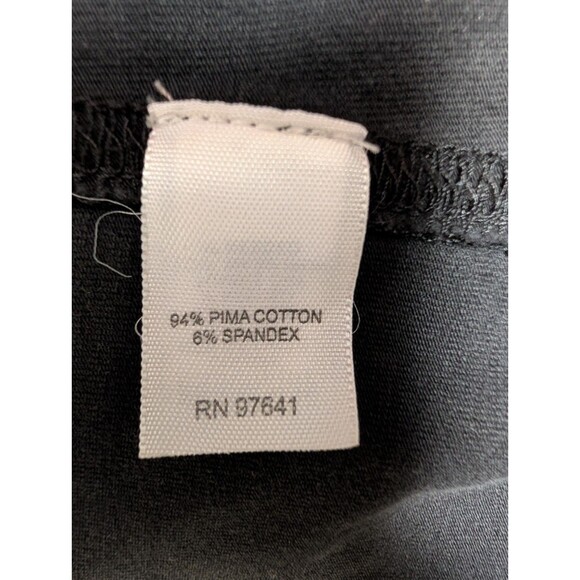 94% PIMA COTTON
6% SPANDEX
RN 97641